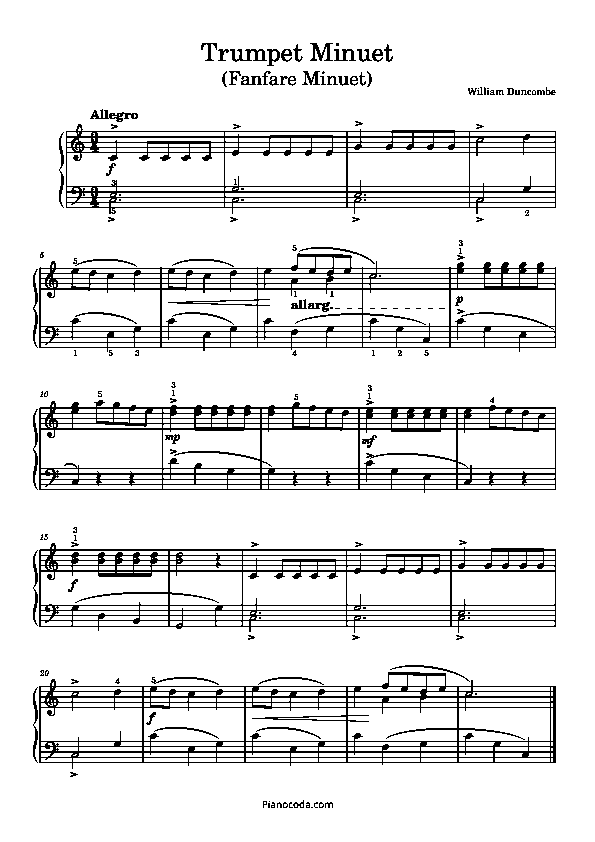 Trumpet Minuet
(Fanfare Minuet)
William Duncombe
Allegro
3 1
f
5 2
5 5 5
3 1
1 1
allarg.
p
1 5 3 4 1 2 5
10 5 3 1 5 3 1 4
mp mf
15 3 1
f
20 4 5
f
Pianocoda.com